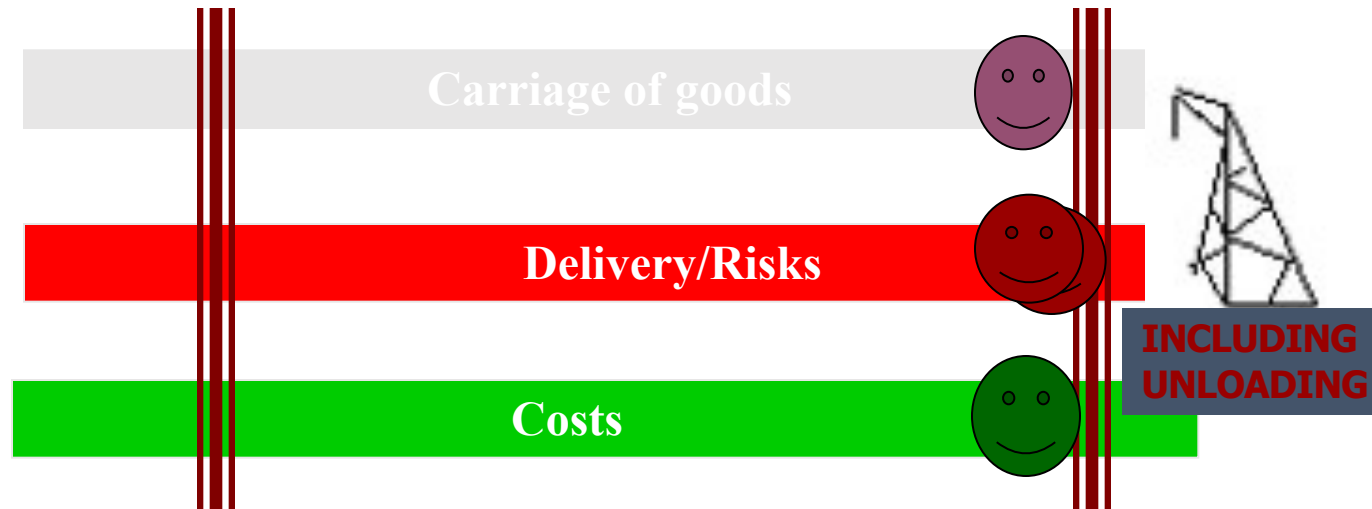 Carriage of goods
Delivery/Risks
INCLUDING
UNLOADING
Costs